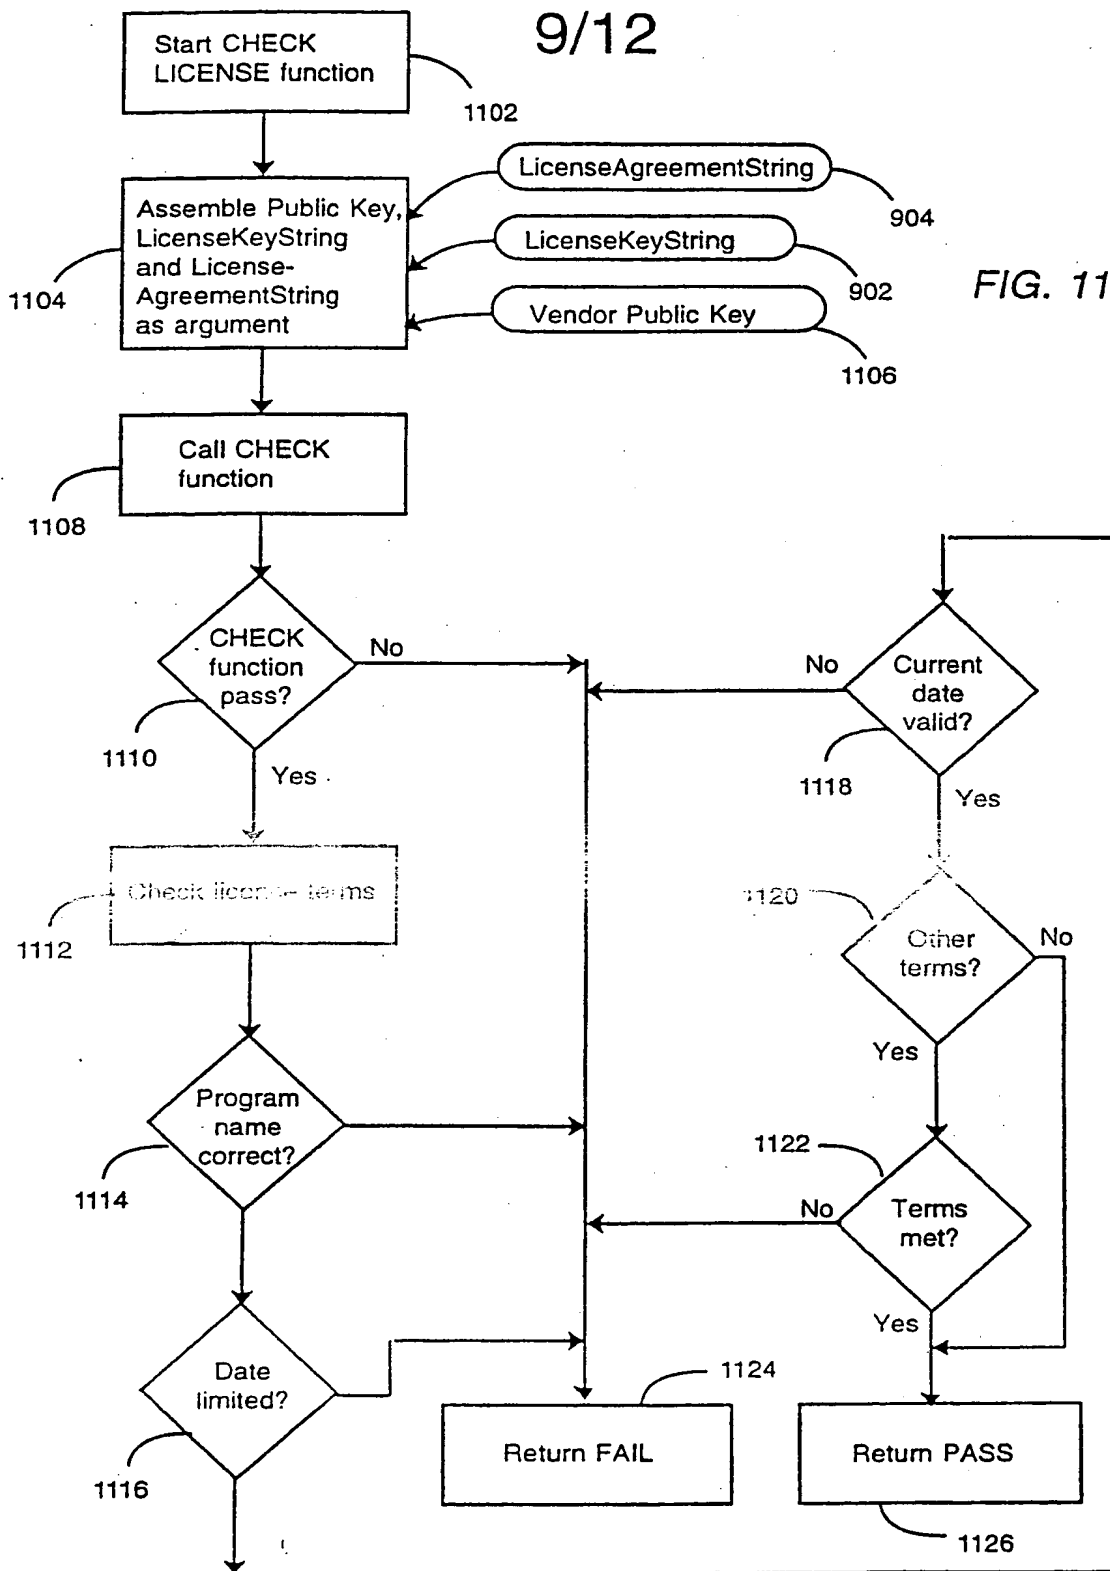 9/12
Start CHECK
LICENSE function
1102
LicenseAgreementString
904
Assemble Public Key,
LicenseKeyString
and License-
AgreementString
as argument
1104
LicenseKeyString
902
FIG. 11
Vendor Public Key
1106
Call CHECK
function
1108
CHECK
function
pass?
No
1110
Yes
No
Current
date
valid?
1118
Yes
Check license terms
1112
1120
Other
terms?
No
Yes
Program
name
correct?
1114
1122
No
Terms
met?
Yes
Date
limited?
1116
1124
Return FAIL
Return PASS
1126